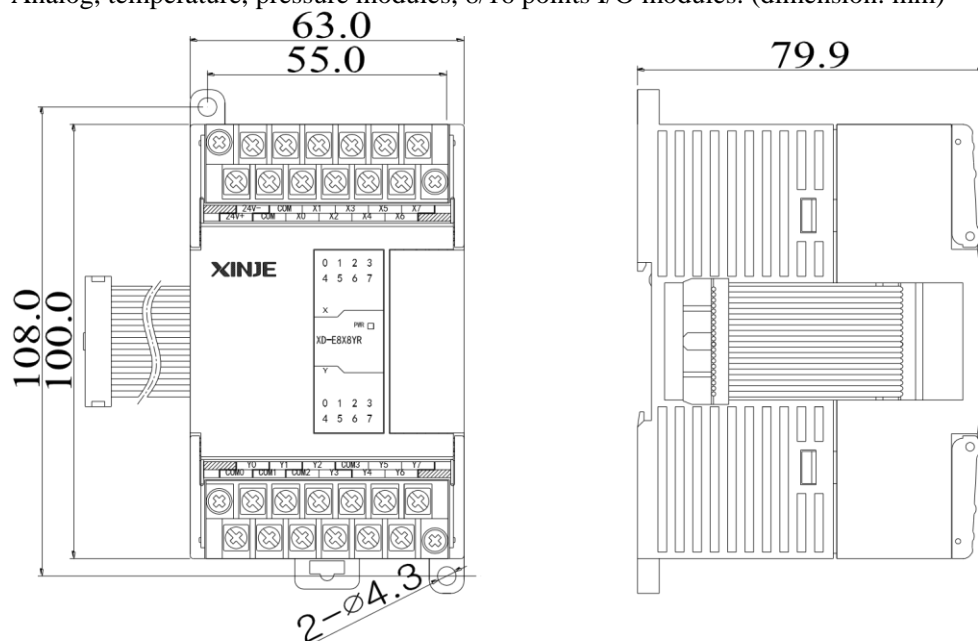 Analog, temperature, pressure modules, 8/16 points I/O modules: (dimension: mm)
63.0
55.0
79.9
108.0
100.0
24V- COM X1 X3 X5 X7
24V+ COM X0 X2 X4 X6
XINJE
0 1 2 3
4 5 6 7
X
PWR
XD-E8X8YR
Y
0 1 2 3
4 5 6 7
Y0 Y1 Y2 COM3 Y5 Y7
COM0 COM1 COM2 Y3 Y4 Y6
2-⌀4.3